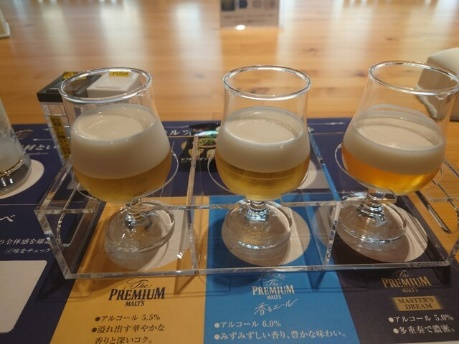 The
PREMIUM
MALT'S
●アルコール 5.5%
●溢れ出す華やかな
香りと深いコク。
The
PREMIUM
MALT'S
香るエール
●アルコール 6.0%
●みずみずしい香り、豊かな味わい。
The
PREMIUM
MALT'S
MASTER'S
DREAM
●アルコール 5.0%
●多重奏で濃密。